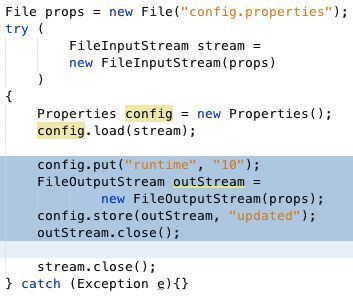 File props = new File("config.properties");
try (
FileInputStream stream =
new FileInputStream(props)
)
{
Properties config = new Properties();
config.load(stream);
config.put("runtime", "10");
FileOutputStream outStream =
new FileOutputStream(props);
config.store(outStream, "updated");
outStream.close();
stream.close();
} catch (Exception e){}